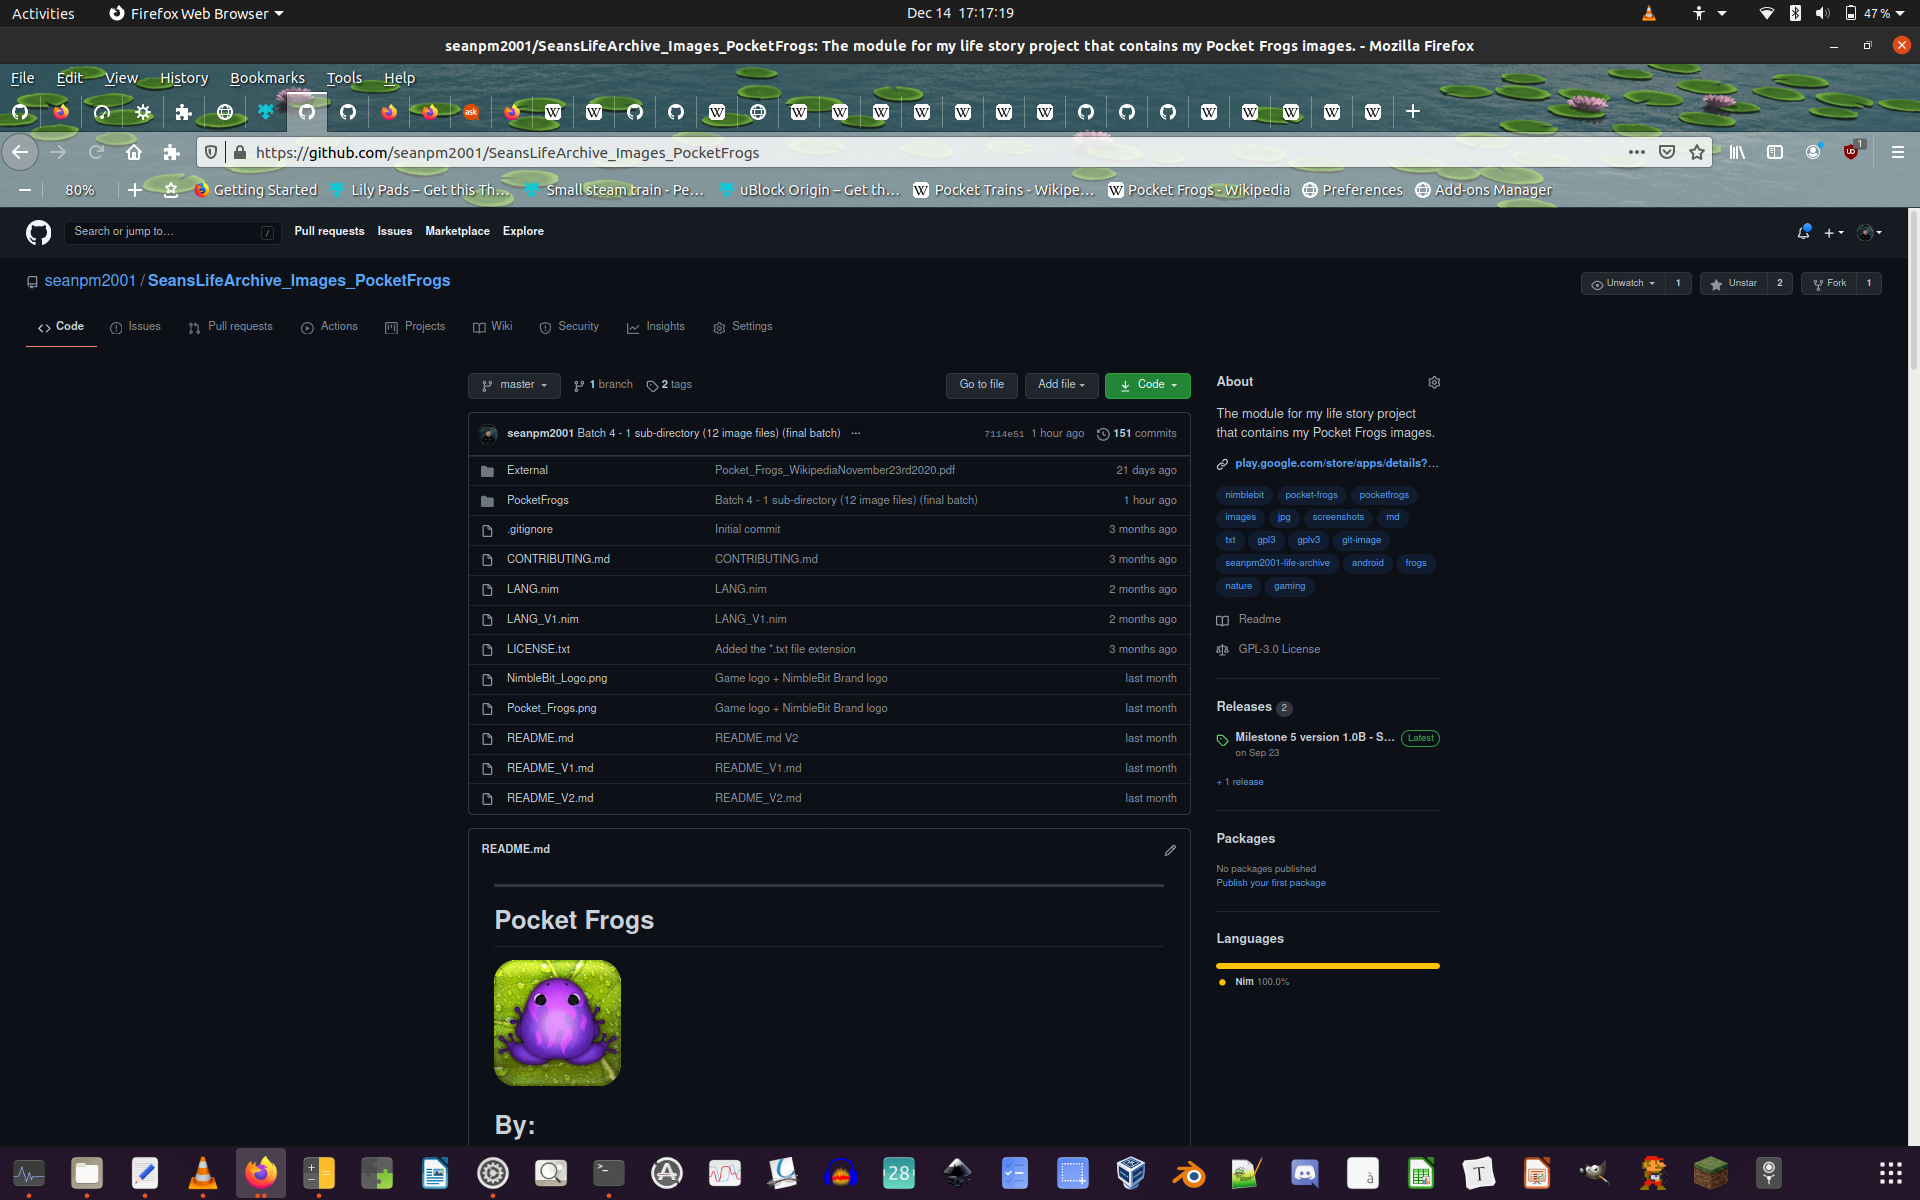 Activities Firefox Web Browser Dec 14 17:17:19 47 %
seanpm2001/SeansLifeArchive_Images_PocketFrogs: The module for my life story project that contains my Pocket Frogs images. - Mozilla Firefox
File Edit View History Bookmarks Tools Help
https://github.com/seanpm2001/SeansLifeArchive_Images_PocketFrogs
80% Getting Started Lily Pads – Get this Th… Small steam train - Pe… uBlock Origin – Get th… Pocket Trains - Wikipe… Pocket Frogs - Wikipedia Preferences Add-ons Manager
Search or jump to… / Pull requests Issues Marketplace Explore
seanpm2001 / SeansLifeArchive_Images_PocketFrogs Unwatch 1 Unstar 2 Fork 1
Code Issues Pull requests Actions Projects Wiki Security Insights Settings
master 1 branch 2 tags Go to file Add file Code
seanpm2001 Batch 4 - 1 sub-directory (12 image files) (final batch) ... 7114e51 1 hour ago 151 commits
External Pocket_Frogs_WikipediaNovember23rd2020.pdf 21 days ago
PocketFrogs Batch 4 - 1 sub-directory (12 image files) (final batch) 1 hour ago
.gitignore Initial commit 3 months ago
CONTRIBUTING.md CONTRIBUTING.md 3 months ago
LANG.nim LANG.nim 2 months ago
LANG_V1.nim LANG_V1.nim 2 months ago
LICENSE.txt Added the *.txt file extension 3 months ago
NimbleBit_Logo.png Game logo + NimbleBit Brand logo last month
Pocket_Frogs.png Game logo + NimbleBit Brand logo last month
README.md README.md V2 last month
README_V1.md README_V1.md last month
README_V2.md README_V2.md last month
README.md
Pocket Frogs
By:
About
The module for my life story project
that contains my Pocket Frogs images.
play.google.com/store/apps/details?…
nimblebit pocket-frogs pocketfrogs
images jpg screenshots md
txt gpl3 gplv3 git-image
seanpm2001-life-archive android frogs
nature gaming
Readme
GPL-3.0 License
Releases 2
Milestone 5 version 1.0B - S… Latest
on Sep 23
+ 1 release
Packages
No packages published
Publish your first package
Languages
Nim 100.0%
28